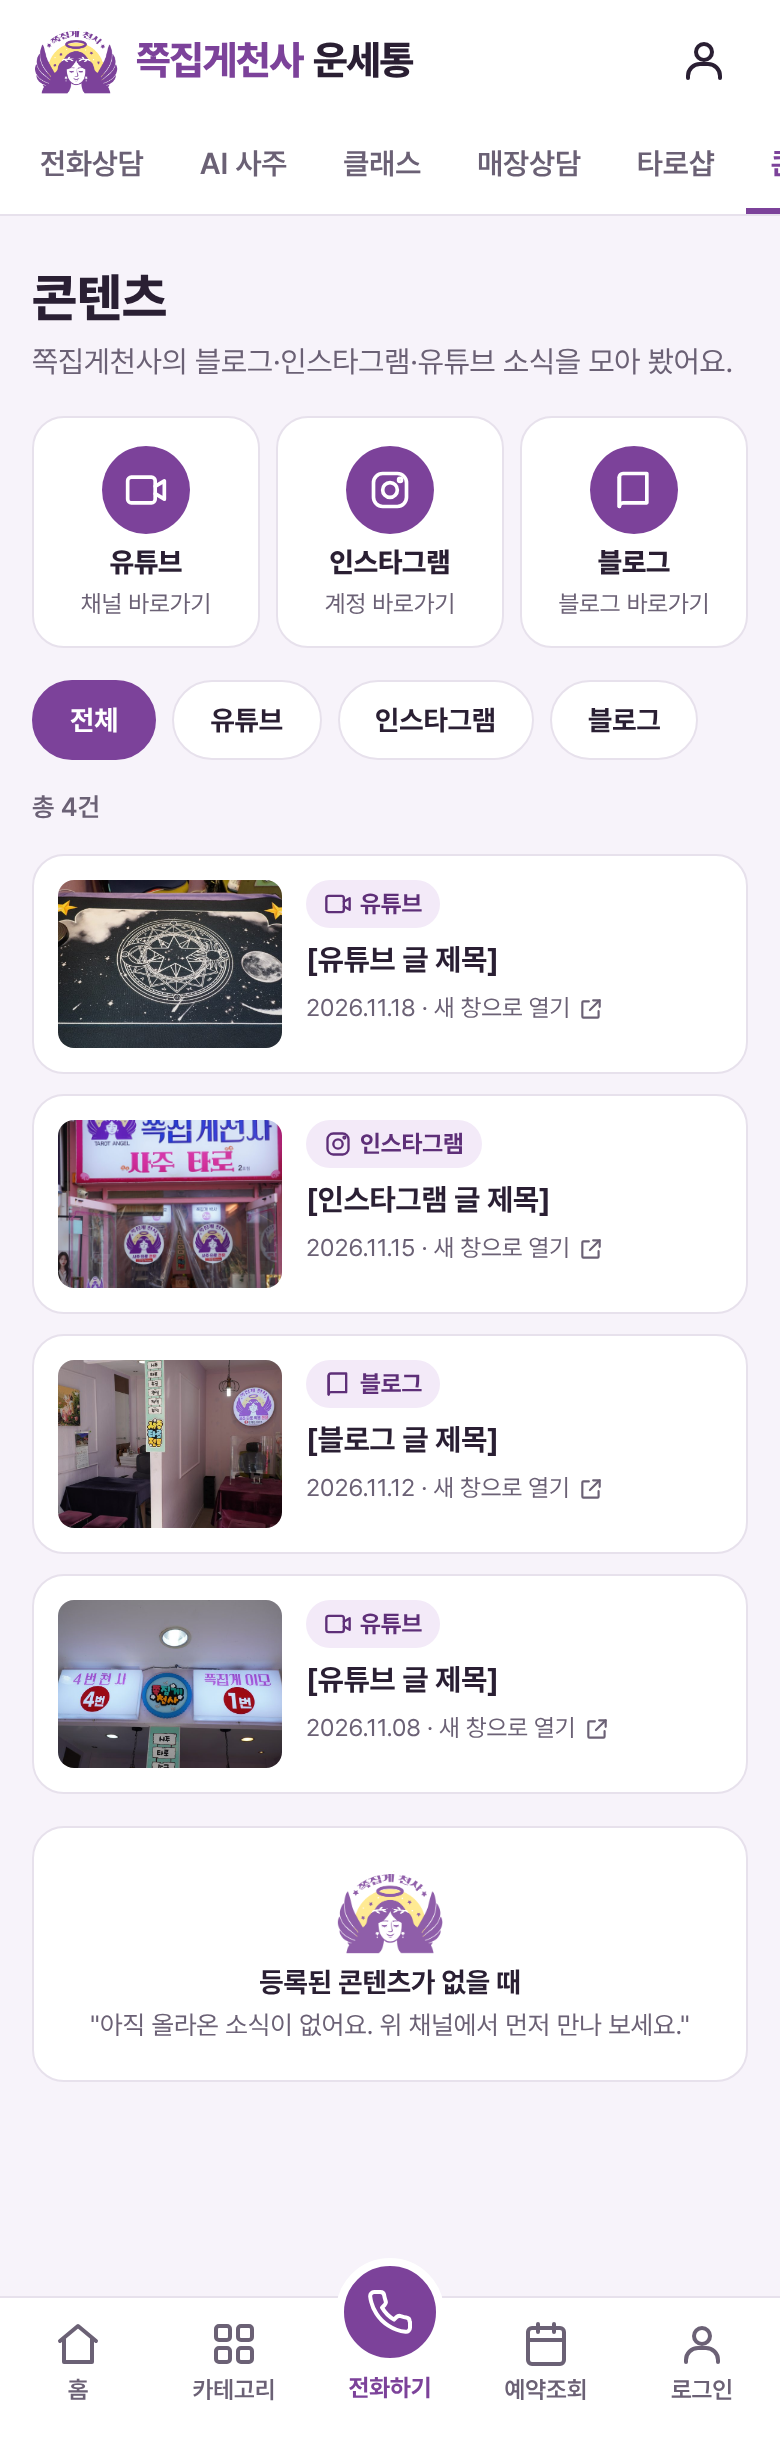 쪽집게 천사
쪽집게천사 운세통
전화상담 AI 사주 클래스 매장상담 타로샵
콘텐츠
쪽집게천사의 블로그·인스타그램·유튜브 소식을 모아 봤어요.
유튜브 인스타그램 블로그
채널 바로가기 계정 바로가기 블로그 바로가기
전체 유튜브 인스타그램 블로그
총 4건
유튜브
[유튜브 글 제목]
2026.11.18 · 새 창으로 열기
쪽집게천사
TAROT ANGEL
사주 타로
인스타그램
[인스타그램 글 제목]
2026.11.15 · 새 창으로 열기
블로그
[블로그 글 제목]
2026.11.12 · 새 창으로 열기
4번천사 쪽집게 이모
4번 1번
유튜브
[유튜브 글 제목]
2026.11.08 · 새 창으로 열기
쪽집게 천사
등록된 콘텐츠가 없을 때
"아직 올라온 소식이 없어요. 위 채널에서 먼저 만나 보세요."
홈 카테고리 전화하기 예약조회 로그인